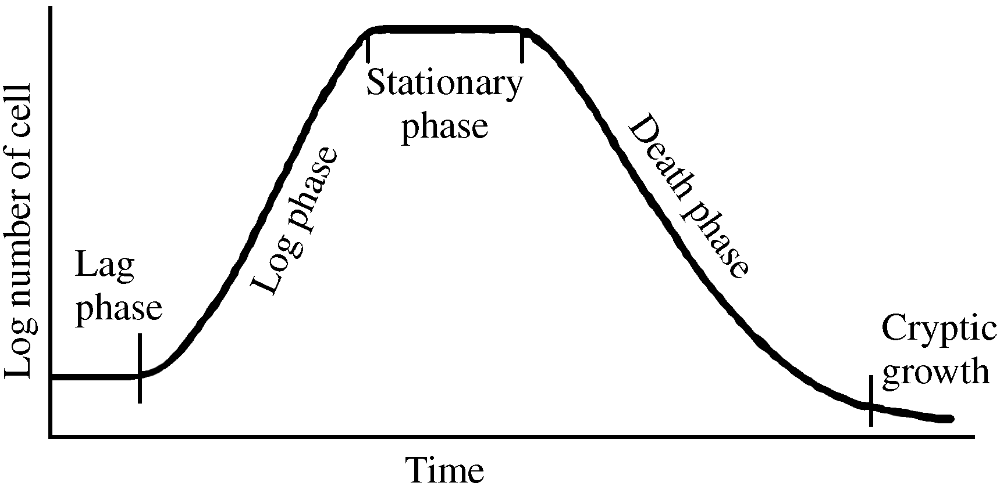 Log number of cell
Lag
phase
Log phase
Stationary
phase
Death phase
Cryptic
growth
Time